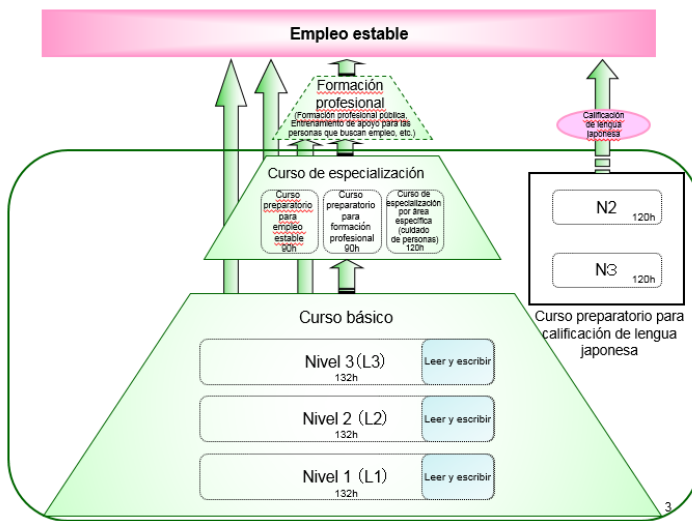 Empleo estable
Formación
profesional
(Formación profesional pública,
Entrenamiento de apoyo para las
personas que buscan empleo, etc.)
Calificación
de lengua
japonesa
Curso de especialización
Curso
preparatorio
para
empleo
estable
90h
Curso
preparatorio
para
formación
profesional
90h
Curso de
especialización
por área
específica
(cuidado
de personas)
120h
N2
120h
N3
120h
Curso preparatorio para
calificación de lengua
japonesa
Curso básico
Nivel 3(L3)
132h
Leer y escribir
Nivel 2 (L2)
132h
Leer y escribir
Nivel 1 (L1)
132h
Leer y escribir
3